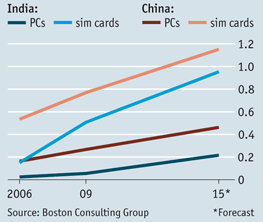 India: China:
PCs sim cards PCs sim cards
1.2
1.0
0.8
0.6
0.4
0.2
0
2006 09 15*
Source: Boston Consulting Group *Forecast